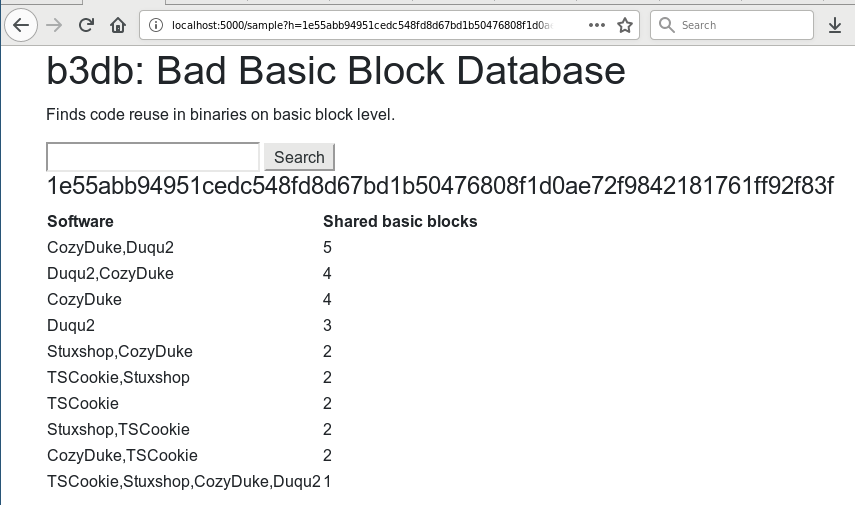 localhost:5000/sample?h=1e55abb94951cedc548fd8d67bd1b50476808f1d0a
Search
b3db: Bad Basic Block Database
Finds code reuse in binaries on basic block level.
Search
1e55abb94951cedc548fd8d67bd1b50476808f1d0ae72f9842181761ff92f83f
Software Shared basic blocks
CozyDuke,Duqu2 5
Duqu2,CozyDuke 4
CozyDuke 4
Duqu2 3
Stuxshop,CozyDuke 2
TSCookie,Stuxshop 2
TSCookie 2
Stuxshop,TSCookie 2
CozyDuke,TSCookie 2
TSCookie,Stuxshop,CozyDuke,Duqu2 1